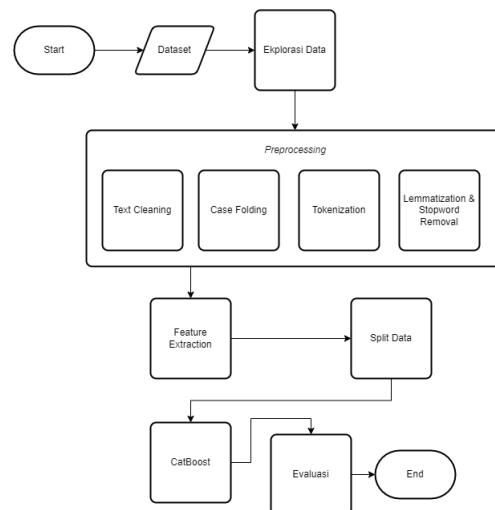 Start
Dataset
Ekplorasi Data
Preprocessing
Text Cleaning
Case Folding
Tokenization
Lemmatization &
Stopword
Removal
Feature
Extraction
Split Data
CatBoost
Evaluasi
End